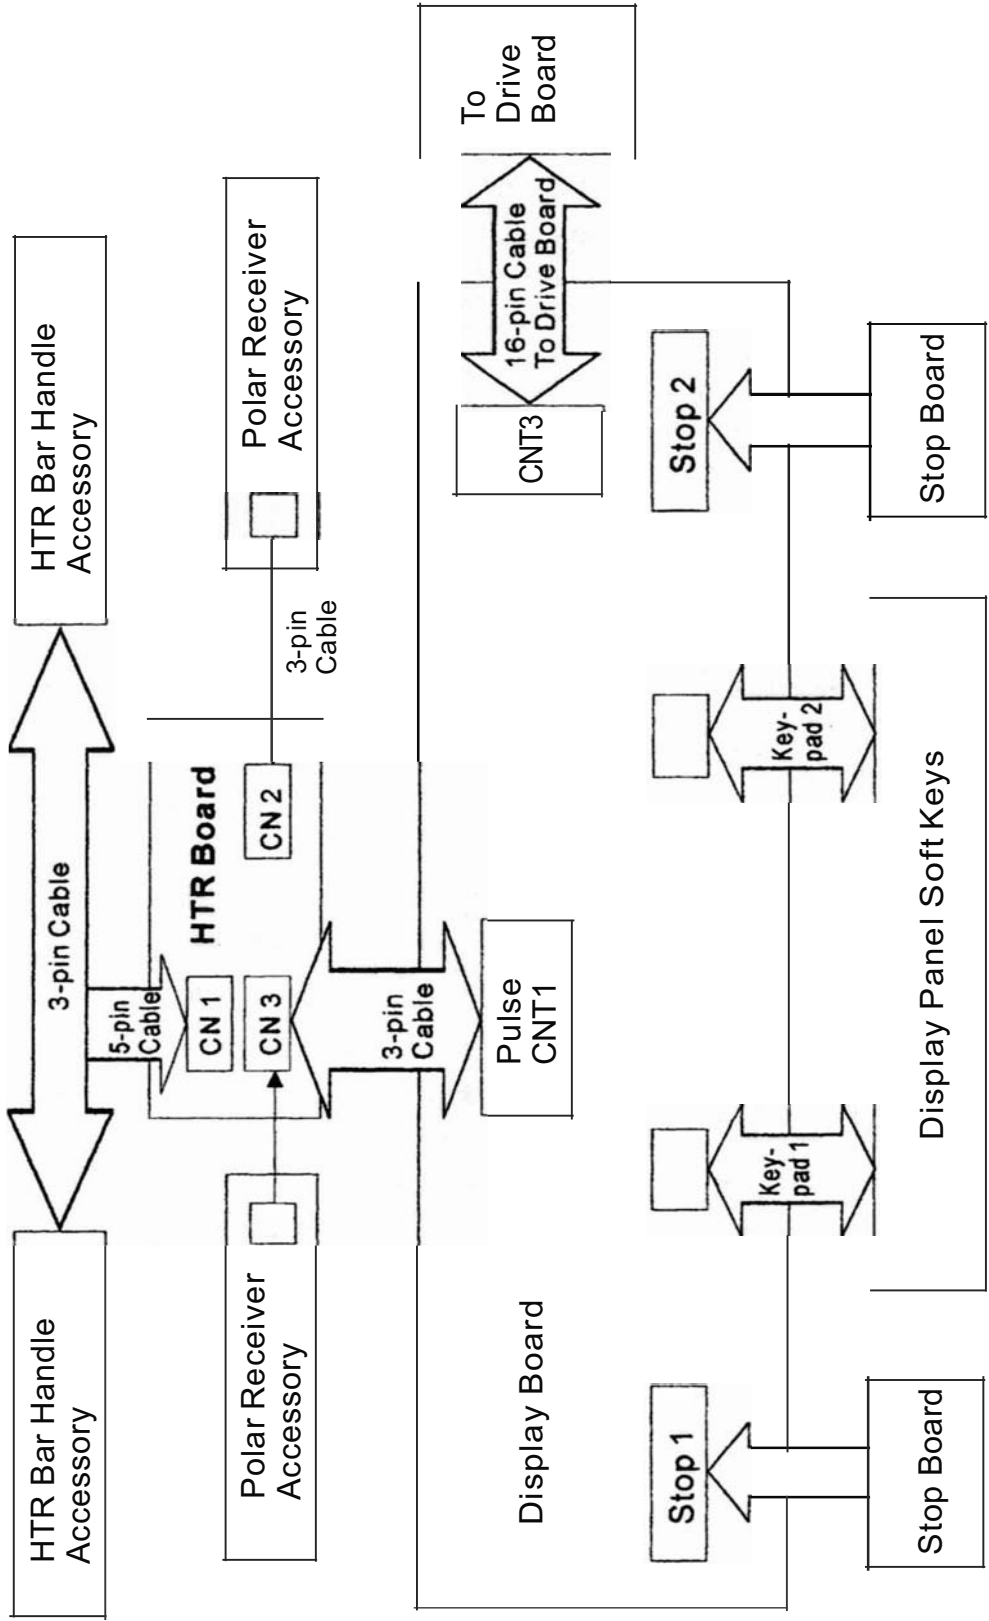 HTR Bar Handle
Accessory
3-pin Cable
HTR Bar Handle
Accessory
5-pin
Cable
HTR Board
CN 1
CN 3
CN 2
Polar Receiver
Accessory
3-pin
Cable
Polar Receiver
Accessory
3-pin
Cable
Pulse
CNT1
Display Board
CNT3
16-pin Cable
To Drive Board
To
Drive
Board
Stop 1
Key-
pad 1
Key-
pad 2
Stop 2
Stop Board
Display Panel Soft Keys
Stop Board